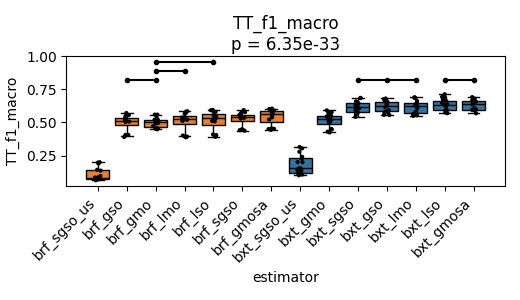 TT_f1_macro
p = 6.35e-33
1.00
0.75
0.50
0.25
TT_f1_macro
brf_sgso_us
brf_gso
brf_gmo
brf_lmo
brf_lso
brf_sgso
brf_gmosa
bxt_sgso_us
bxt_gmo
bxt_sgso
bxt_gso
bxt_lmo
bxt_lso
bxt_gmosa
estimator